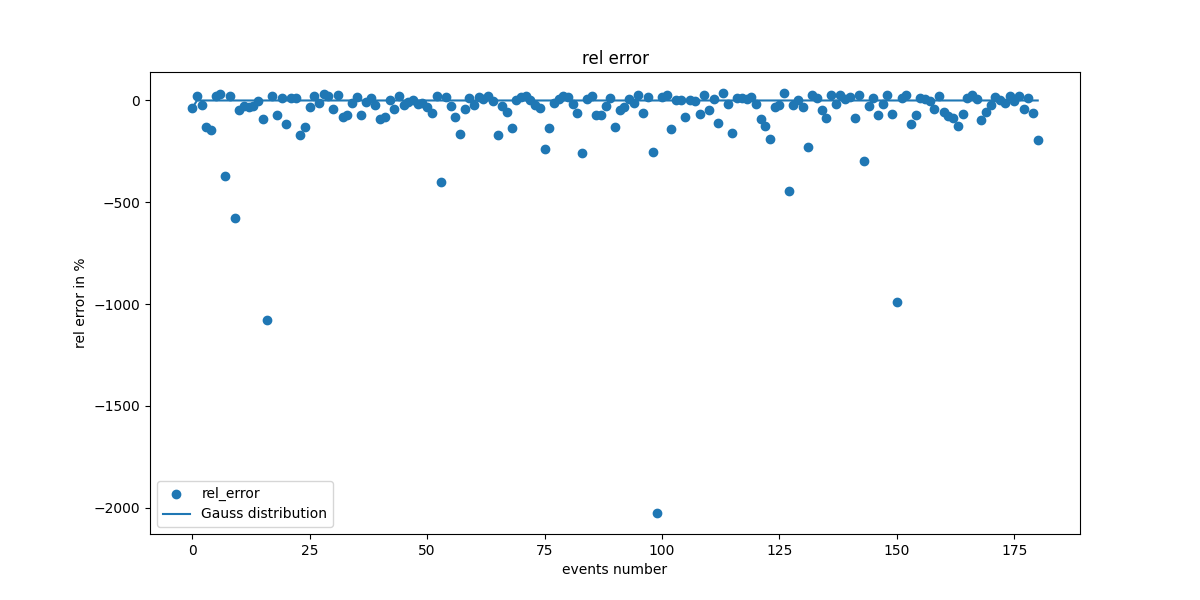 rel error
0
−500
−1000
−1500
−2000
rel error in %
rel_error
Gauss distribution
0 25 50 75 100 125 150 175
events number